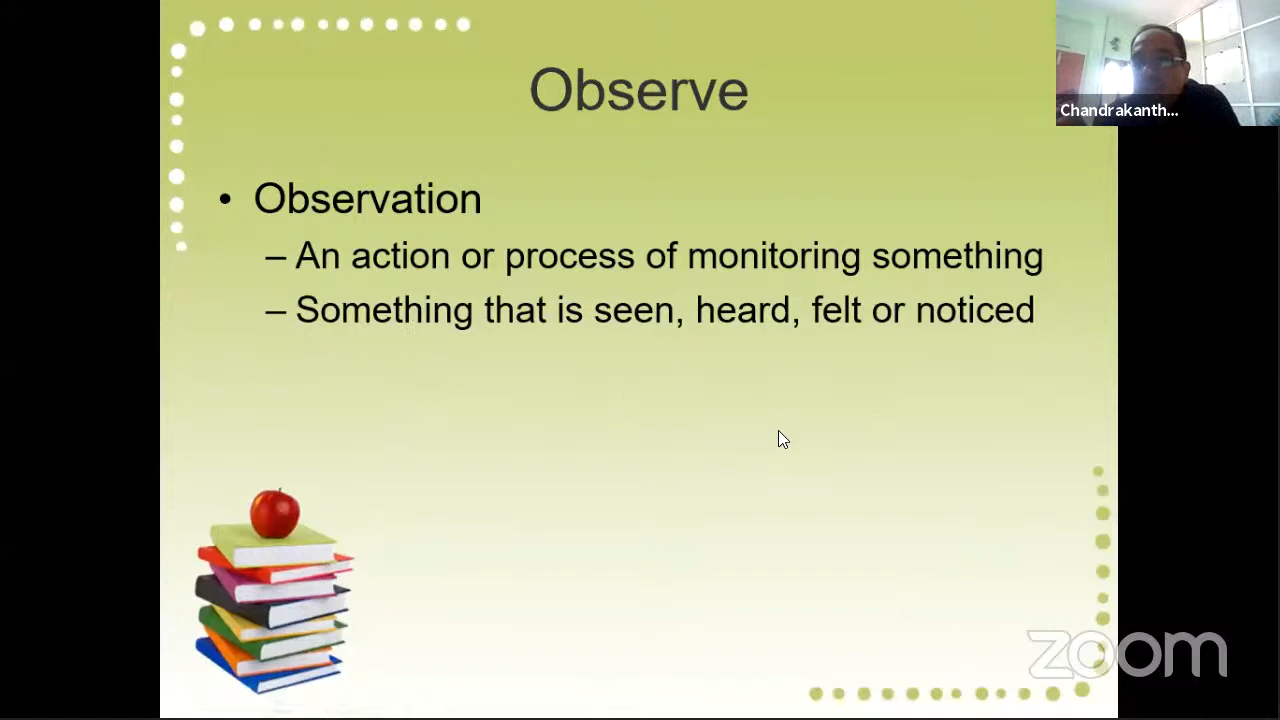 Observe
Chandrakanth...
• Observation
– An action or process of monitoring something
– Something that is seen, heard, felt or noticed
zoom